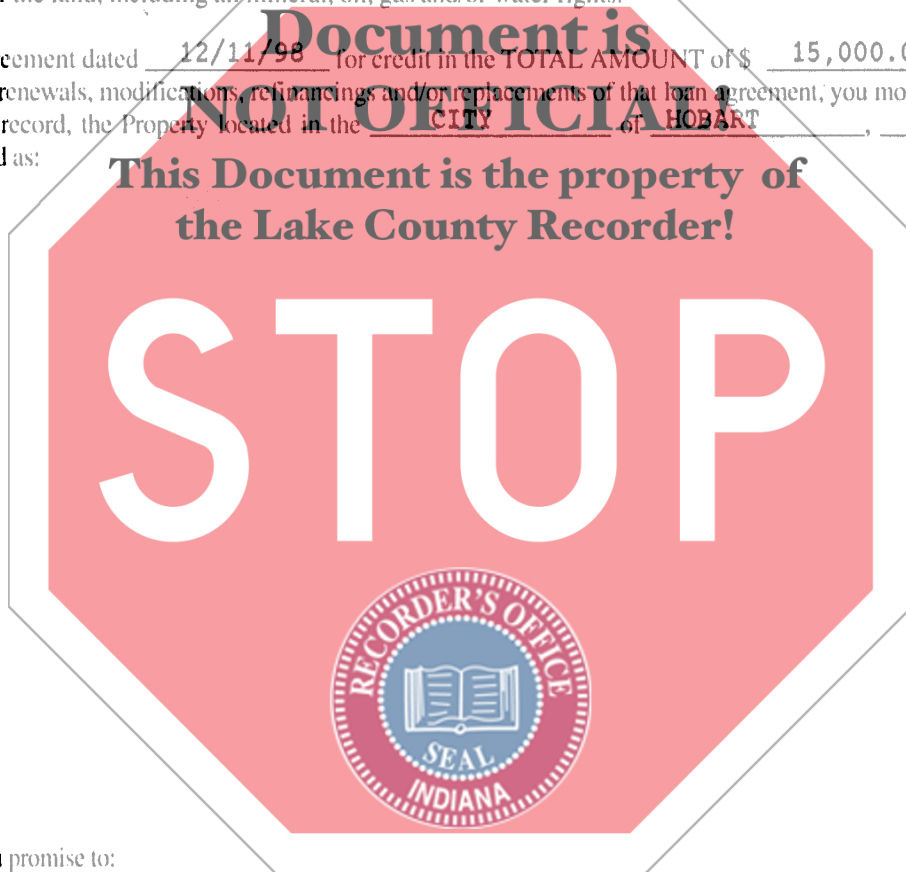 the land, including all mineral, oil, gas and/or water rights.
Document is
eement dated 12/11/98 for credit in the TOTAL AMOUNT of $ 15,000.0
NOT OFFICIAL!
renewals, modifications, refinancings and/or replacements of that loan agreement, you mo
record, the Property located in the CITY of HOBART ,
d as:
This Document is the property of
the Lake County Recorder!
STOP
RECORDER'S OFFICE
SEAL
INDIANA
promise to: